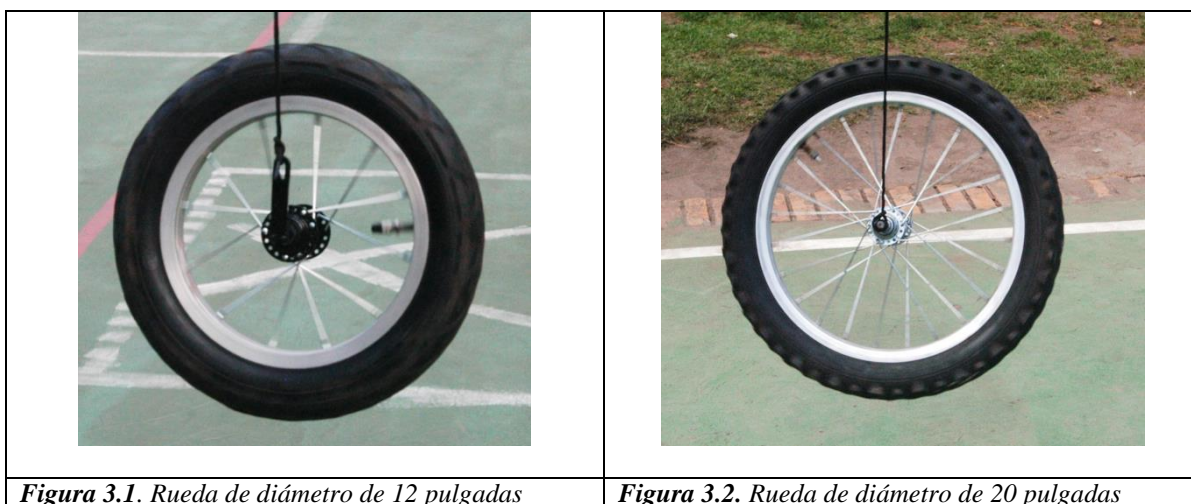 Figura 3.1. Rueda de diámetro de 12 pulgadas
Figura 3.2. Rueda de diámetro de 20 pulgadas